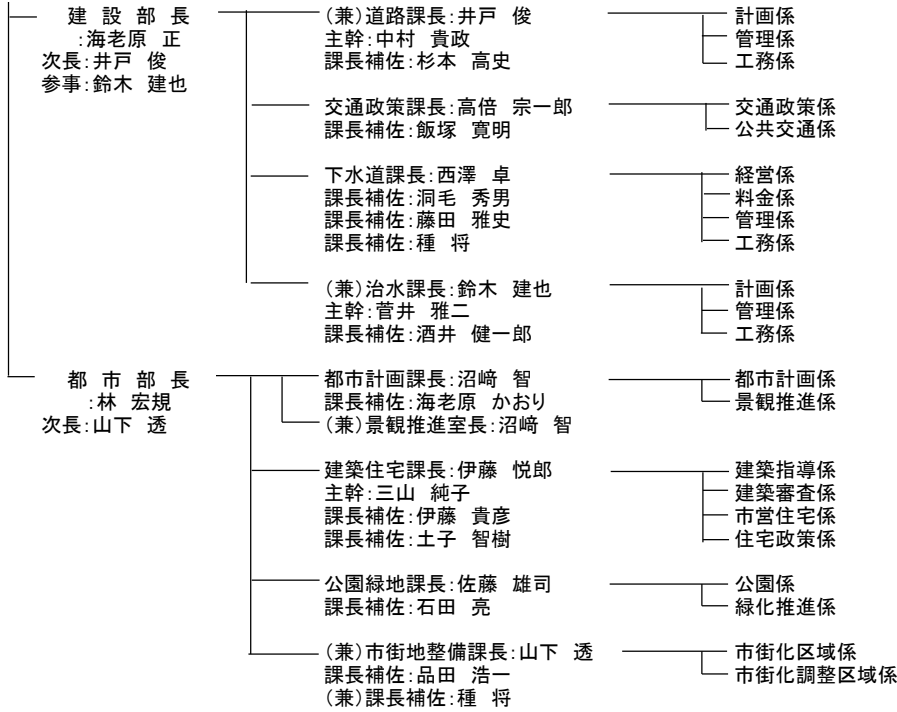 建 設 部 長
:海老原 正
次長:井戸 俊
参事:鈴木 建也
(兼)道路課長:井戸 俊
主幹:中村 貴政
課長補佐:杉本 高史
計画係
管理係
工務係
交通政策課長:高倍 宗一郎
課長補佐:飯塚 寛明
交通政策係
公共交通係
下水道課長:西澤 卓
課長補佐:洞毛 秀男
課長補佐:藤田 雅史
課長補佐:種 将
経営係
料金係
管理係
工務係
(兼)治水課長:鈴木 建也
主幹:菅井 雅二
課長補佐:酒井 健一郎
計画係
管理係
工務係
都 市 部 長
:林 宏規
次長:山下 透
都市計画課長:沼﨑 智
課長補佐:海老原 かおり
(兼)景観推進室長:沼﨑 智
都市計画係
景観推進係
建築住宅課長:伊藤 悦郎
主幹:三山 純子
課長補佐:伊藤 貴彦
課長補佐:土子 智樹
建築指導係
建築審査係
市営住宅係
住宅政策係
公園緑地課長:佐藤 雄司
課長補佐:石田 亮
公園係
緑化推進係
(兼)市街地整備課長:山下 透
課長補佐:品田 浩一
(兼)課長補佐:種 将
市街化区域係
市街化調整区域係